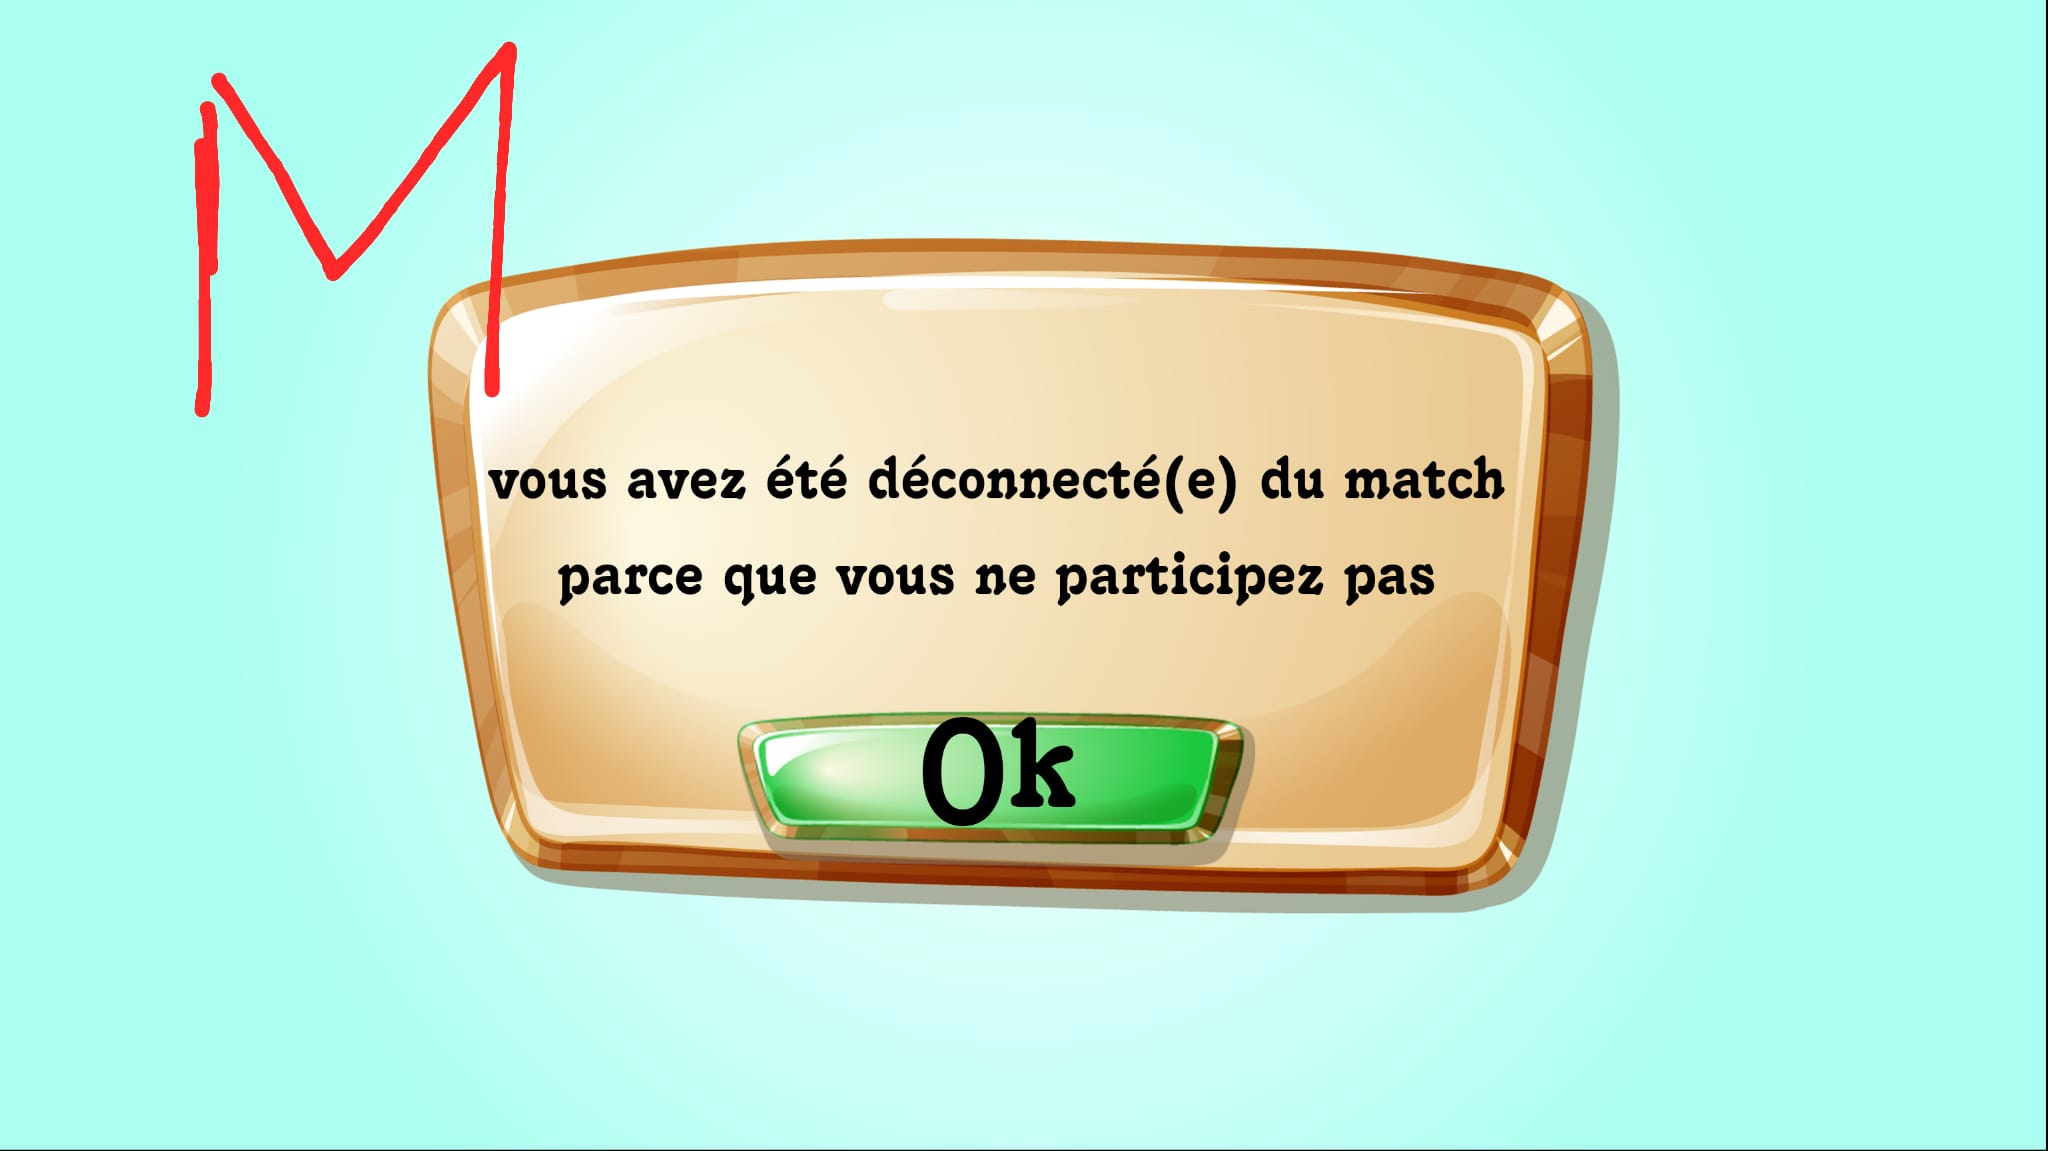 M
vous avez été déconnecté(e) du match
parce que vous ne participez pas
Ok